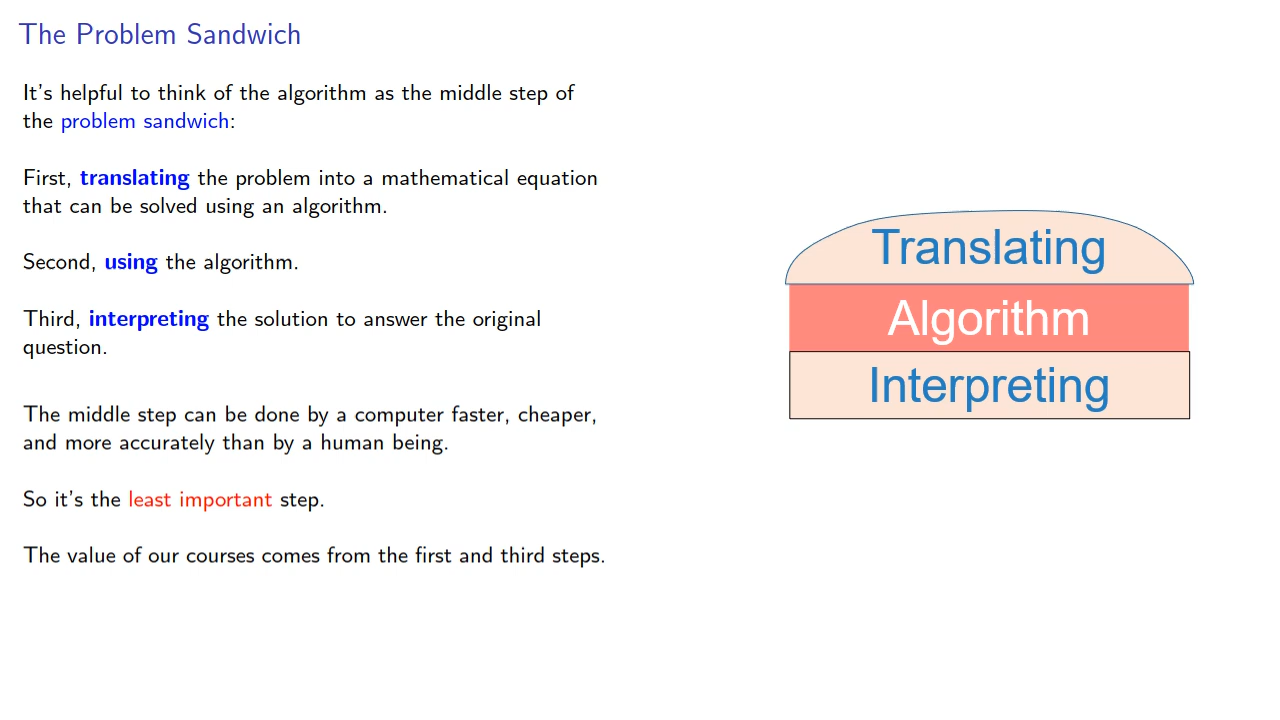 The Problem Sandwich
It's helpful to think of the algorithm as the middle step of
the problem sandwich:
First, translating the problem into a mathematical equation
that can be solved using an algorithm.
Second, using the algorithm.
Third, interpreting the solution to answer the original
question.
The middle step can be done by a computer faster, cheaper,
and more accurately than by a human being.
So it's the least important step.
The value of our courses comes from the first and third steps.
Translating
Algorithm
Interpreting